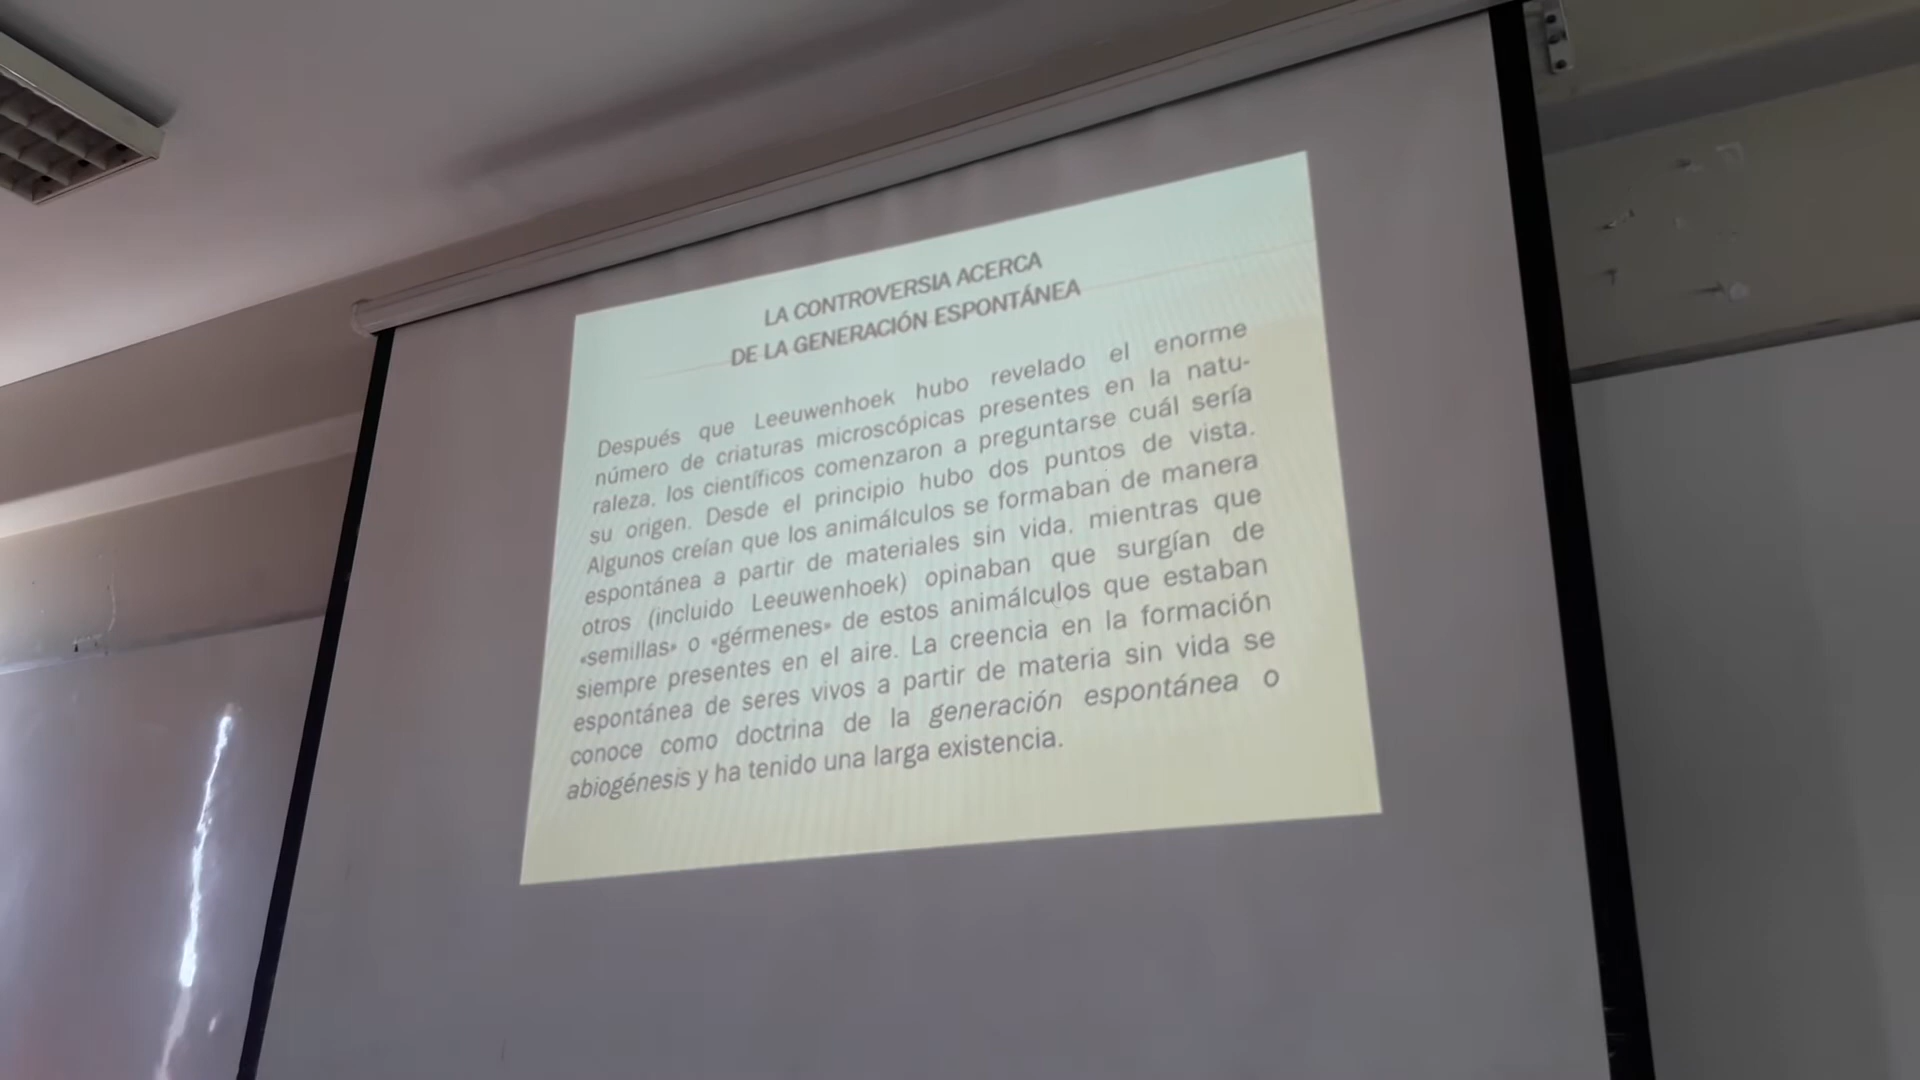 LA CONTROVERSIA ACERCA
DE LA GENERACIÓN ESPONTÁNEA
Después que Leeuwenhoek hubo revelado el enorme
número de criaturas microscópicas presentes en la natu-
raleza, los científicos comenzaron a preguntarse cuál sería
su origen. Desde el principio hubo dos puntos de vista.
Algunos creían que los animálculos se formaban de manera
espontánea a partir de materiales sin vida, mientras que
otros (incluido Leeuwenhoek) opinaban que surgían de
«semillas» o «gérmenes» de estos animálculos que estaban
siempre presentes en el aire. La creencia en la formación
espontánea de seres vivos a partir de materia sin vida se
conoce como doctrina de la generación espontánea o
abiogénesis y ha tenido una larga existencia.